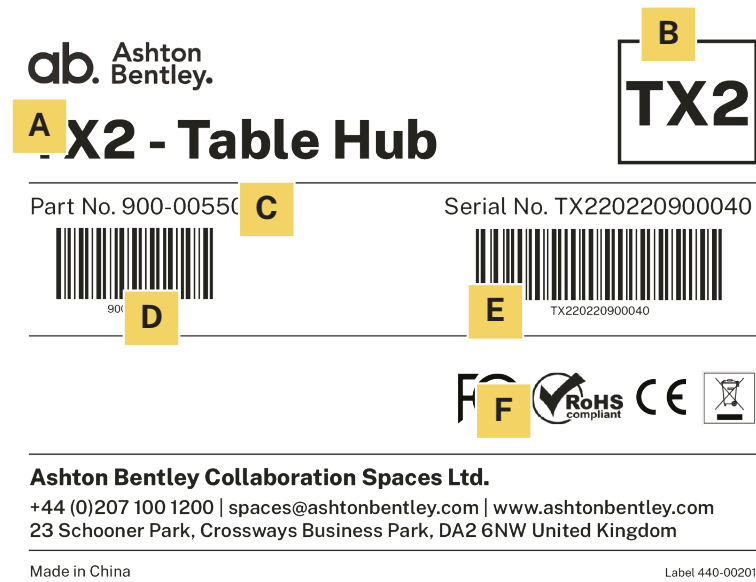 ab. Ashton
Bentley.
B
TX2
A
X2 - Table Hub
Part No. 900-00550
C
Serial No. TX220220900040
D
E
TX220220900040
F
RoHS
compliant
CE
Ashton Bentley Collaboration Spaces Ltd.
+44 (0)207 100 1200 | spaces@ashtonbentley.com | www.ashtonbentley.com
23 Schooner Park, Crossways Business Park, DA2 6NW United Kingdom
Made in China
Label 440-00201